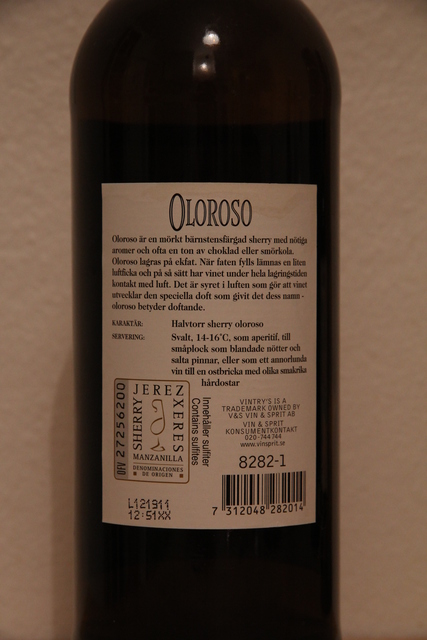 OLOROSO
Oloroso är en mörkt bärnstensfärgad sherry med nötiga
aromer och ofta en ton av choklad eller smörkola.
Oloroso lagras på ekfat. När faten fylls lämnas en liten
luftficka och på så sätt har vinet under hela lagringstiden
kontakt med luft. Det är syret i luften som gör att vinet
utvecklar den speciella doft som givit det dess namn -
oloroso betyder doftande.
KARAKTÄR: Halvtorr sherry oloroso
SERVERING: Svalt, 14-16°C, som aperitif, till
småplock som blandade nötter och
salta pinnar, eller som ett annorlunda
vin till en ostbricka med olika smakrika
hårdostar
27256200
JEREZ
XERES
SHERRY
MANZANILLA
DENOMINACIONES
DE ORIGEN
Innehåller sulfiter
Contains sulfites
VINTRY'S IS A
TRADEMARK OWNED BY
V&S VIN & SPRIT AB
VIN & SPRIT
KONSUMENTKONTAKT
020-744 744
www.vinsprit.se
8282-1
7 312048 282014
L121911
12:51XX